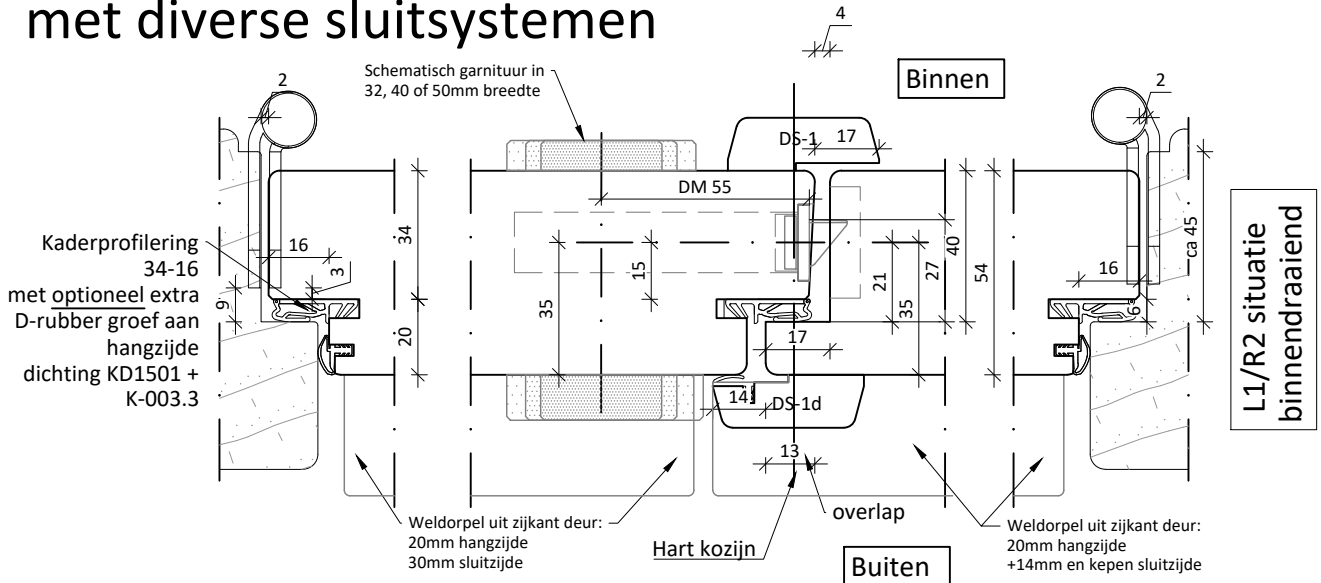 met diverse sluitsystemen
4
2
Schematisch garnituur in
32, 40 of 50mm breedte
Binnen
2
DS-1
17
DM 55
Kaderprofilering
34-16
met optioneel extra
D-rubber groef aan
hangzijde
dichting KD1501 +
K-003.3
16
3
9
34
20
35
15
21
35
27
40
54
16
6
ca 45
17
14
DS-1d
13
L1/R2 situatie
binnendraaiend
overlap
Hart kozijn
Weldorpel uit zijkant deur:
20mm hangzijde
30mm sluitzijde
Weldorpel uit zijkant deur:
20mm hangzijde
+14mm en kepen sluitzijde
Buiten